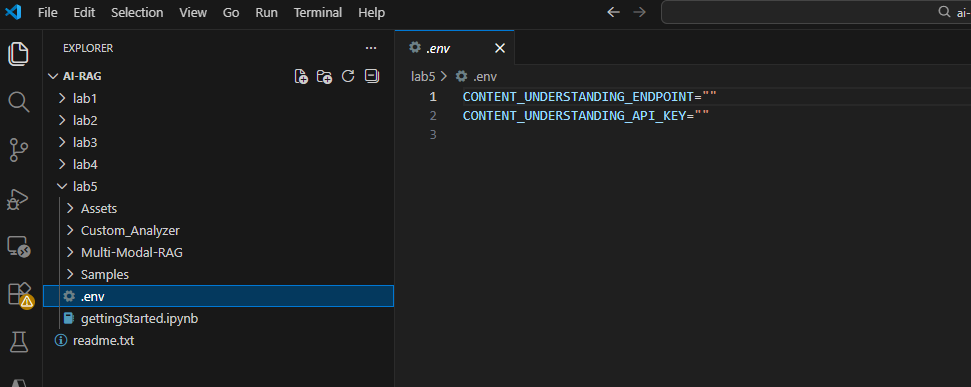 File Edit Selection View Go Run Terminal Help
ai-
EXPLORER
AI-RAG
lab1
lab2
lab3
lab4
lab5
Assets
Custom_Analyzer
Multi-Modal-RAG
Samples
.env
gettingStarted.ipynb
readme.txt
.env
lab5 > .env
1 CONTENT_UNDERSTANDING_ENDPOINT=""
2 CONTENT_UNDERSTANDING_API_KEY=""
3